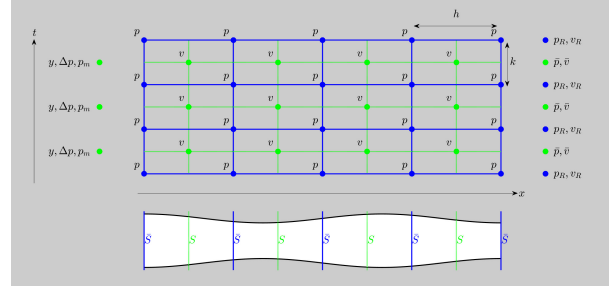 h
t
p p p p p p_R, v_R
v v v v
y, Δp, p_m p̄, v̄
k
p p p p p p_R, v_R
v v v v
y, Δp, p_m p̄, v̄
p p p p p p_R, v_R
v v v v
y, Δp, p_m p̄, v̄
p p p p p p_R, v_R
x
S̄ S S̄ S S̄ S S̄ S S̄